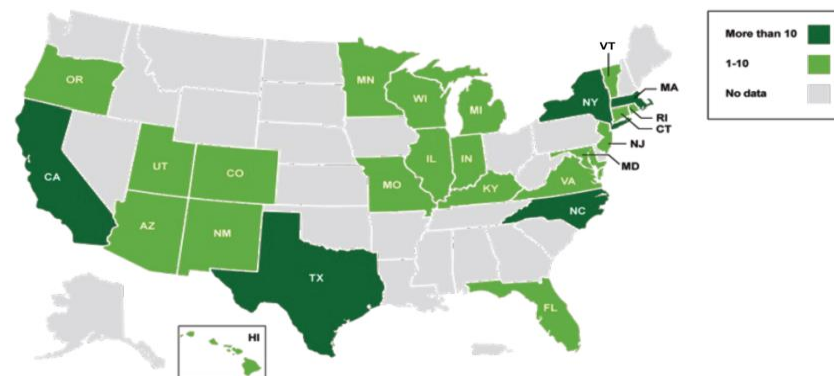 More than 10
1-10
No data
VT
OR
MN
MA
WI
NY
MI
RI
CT
NJ
UT
CO
IL
IN
MD
CA
MO
KY
VA
AZ
NM
NC
TX
FL
HI